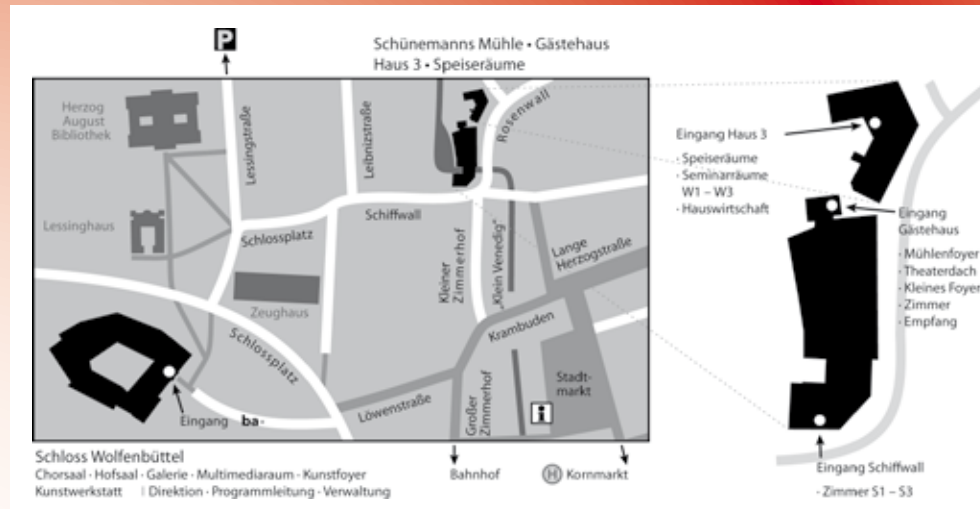 P
Schünemanns Mühle • Gästehaus
Haus 3 • Speiseräume
Herzog
August
Bibliothek
Lessingstraße
Leibnizstraße
Rosenwall
Lessinghaus
Schiffwall
Schlossplatz
Kleiner
Zimmerhof
„Klein Venedig“
Lange
Herzogstraße
Zeughaus
Schlossplatz
Krambuden
Löwenstraße
Großer
Zimmerhof
Stadt-
markt
i
Eingang
ba•
Schloss Wolfenbüttel
Chorsaal · Hofsaal · Galerie · Multimediaraum · Kunstfoyer
Kunstwerkstatt | Direktion · Programmleitung · Verwaltung
Bahnhof
H Kornmarkt
Eingang Haus 3
· Speiseräume
· Seminarräume
W1 – W3
· Hauswirtschaft
Eingang
Gästehaus
· Mühlenfoyer
· Theaterdach
· Kleines Foyer
· Zimmer
· Empfang
Eingang Schiffwall
· Zimmer S1 – S3